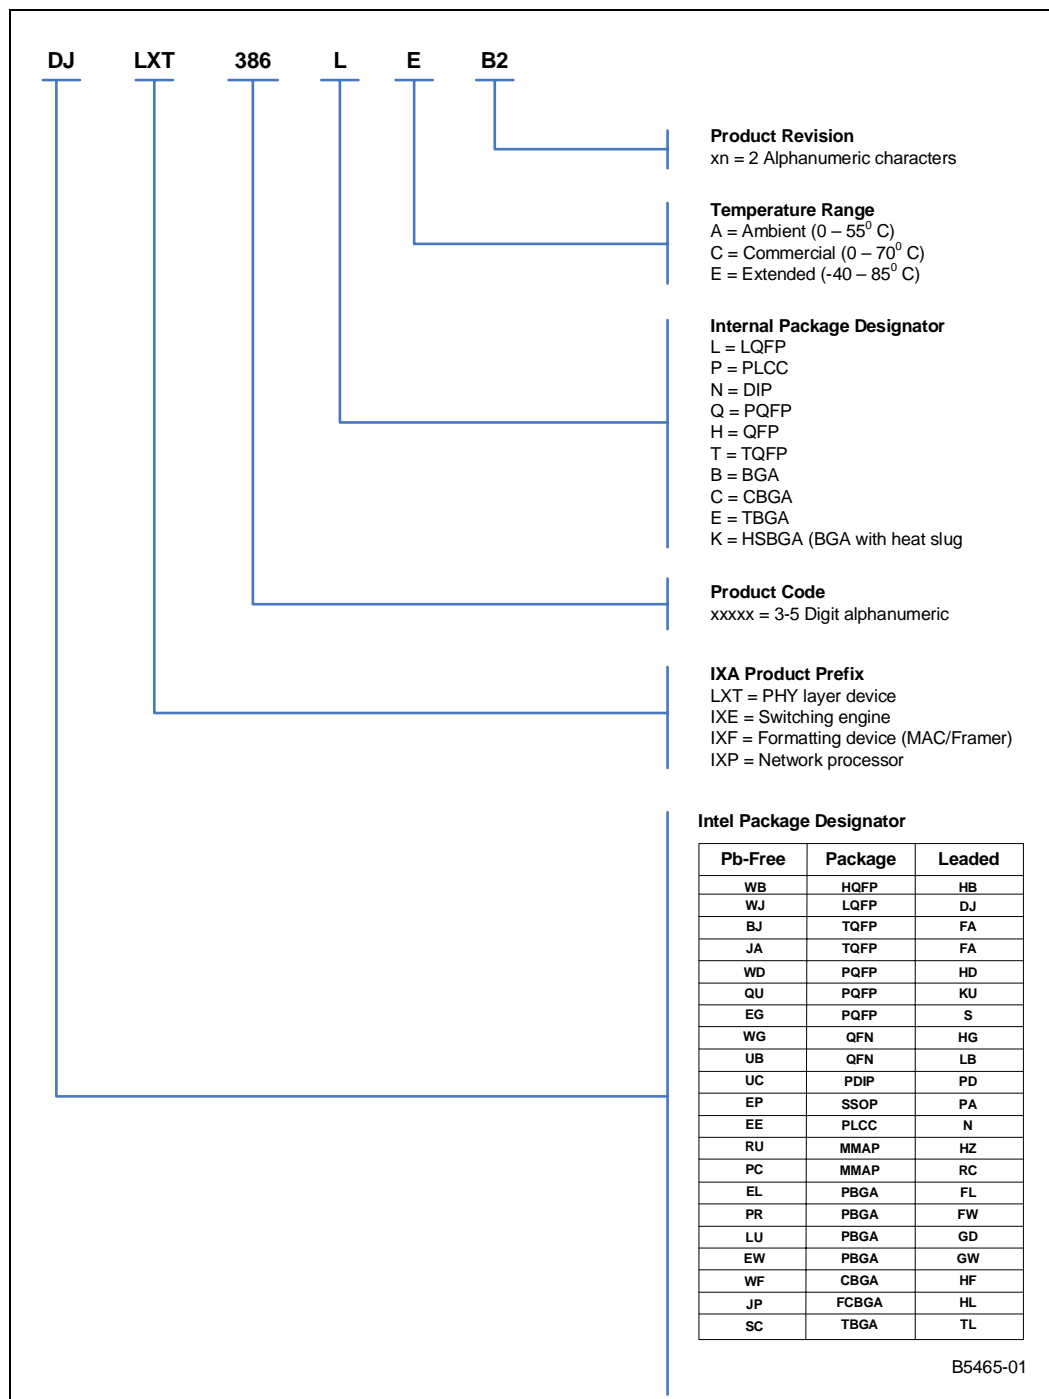 DJ LXT 386 L E B2
Product Revision
xn = 2 Alphanumeric characters
Temperature Range
A = Ambient (0 – 55⁰ C)
C = Commercial (0 – 70⁰ C)
E = Extended (-40 – 85⁰ C)
Internal Package Designator
L = LQFP
P = PLCC
N = DIP
Q = PQFP
H = QFP
T = TQFP
B = BGA
C = CBGA
E = TBGA
K = HSBGA (BGA with heat slug
Product Code
xxxxx = 3-5 Digit alphanumeric
IXA Product Prefix
LXT = PHY layer device
IXE = Switching engine
IXF = Formatting device (MAC/Framer)
IXP = Network processor
Intel Package Designator
Pb-Free Package Leaded
WB HQFP HB
WJ LQFP DJ
BJ TQFP FA
JA TQFP FA
WD PQFP HD
QU PQFP KU
EG PQFP S
WG QFN HG
UB QFN LB
UC PDIP PD
EP SSOP PA
EE PLCC N
RU MMAP HZ
PC MMAP RC
EL PBGA FL
PR PBGA FW
LU PBGA GD
EW PBGA GW
WF CBGA HF
JP FCBGA HL
SC TBGA TL
B5465-01